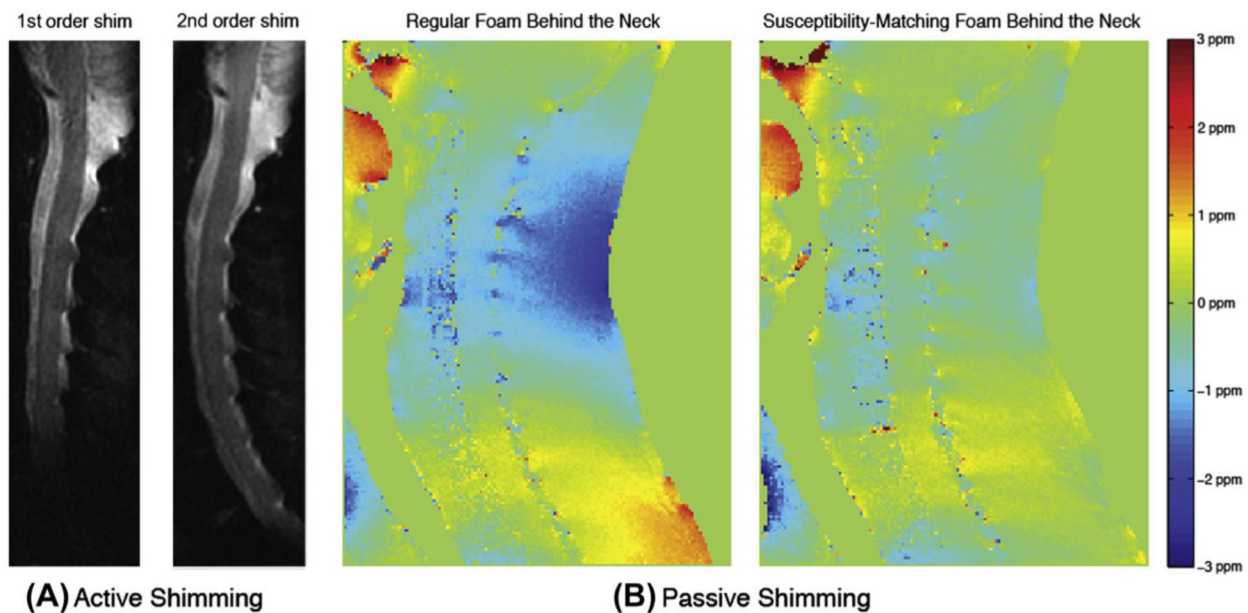 1st order shim
2nd order shim
Regular Foam Behind the Neck
Susceptibility-Matching Foam Behind the Neck
3 ppm
2 ppm
1 ppm
0 ppm
−1 ppm
−2 ppm
−3 ppm
(A) Active Shimming
(B) Passive Shimming